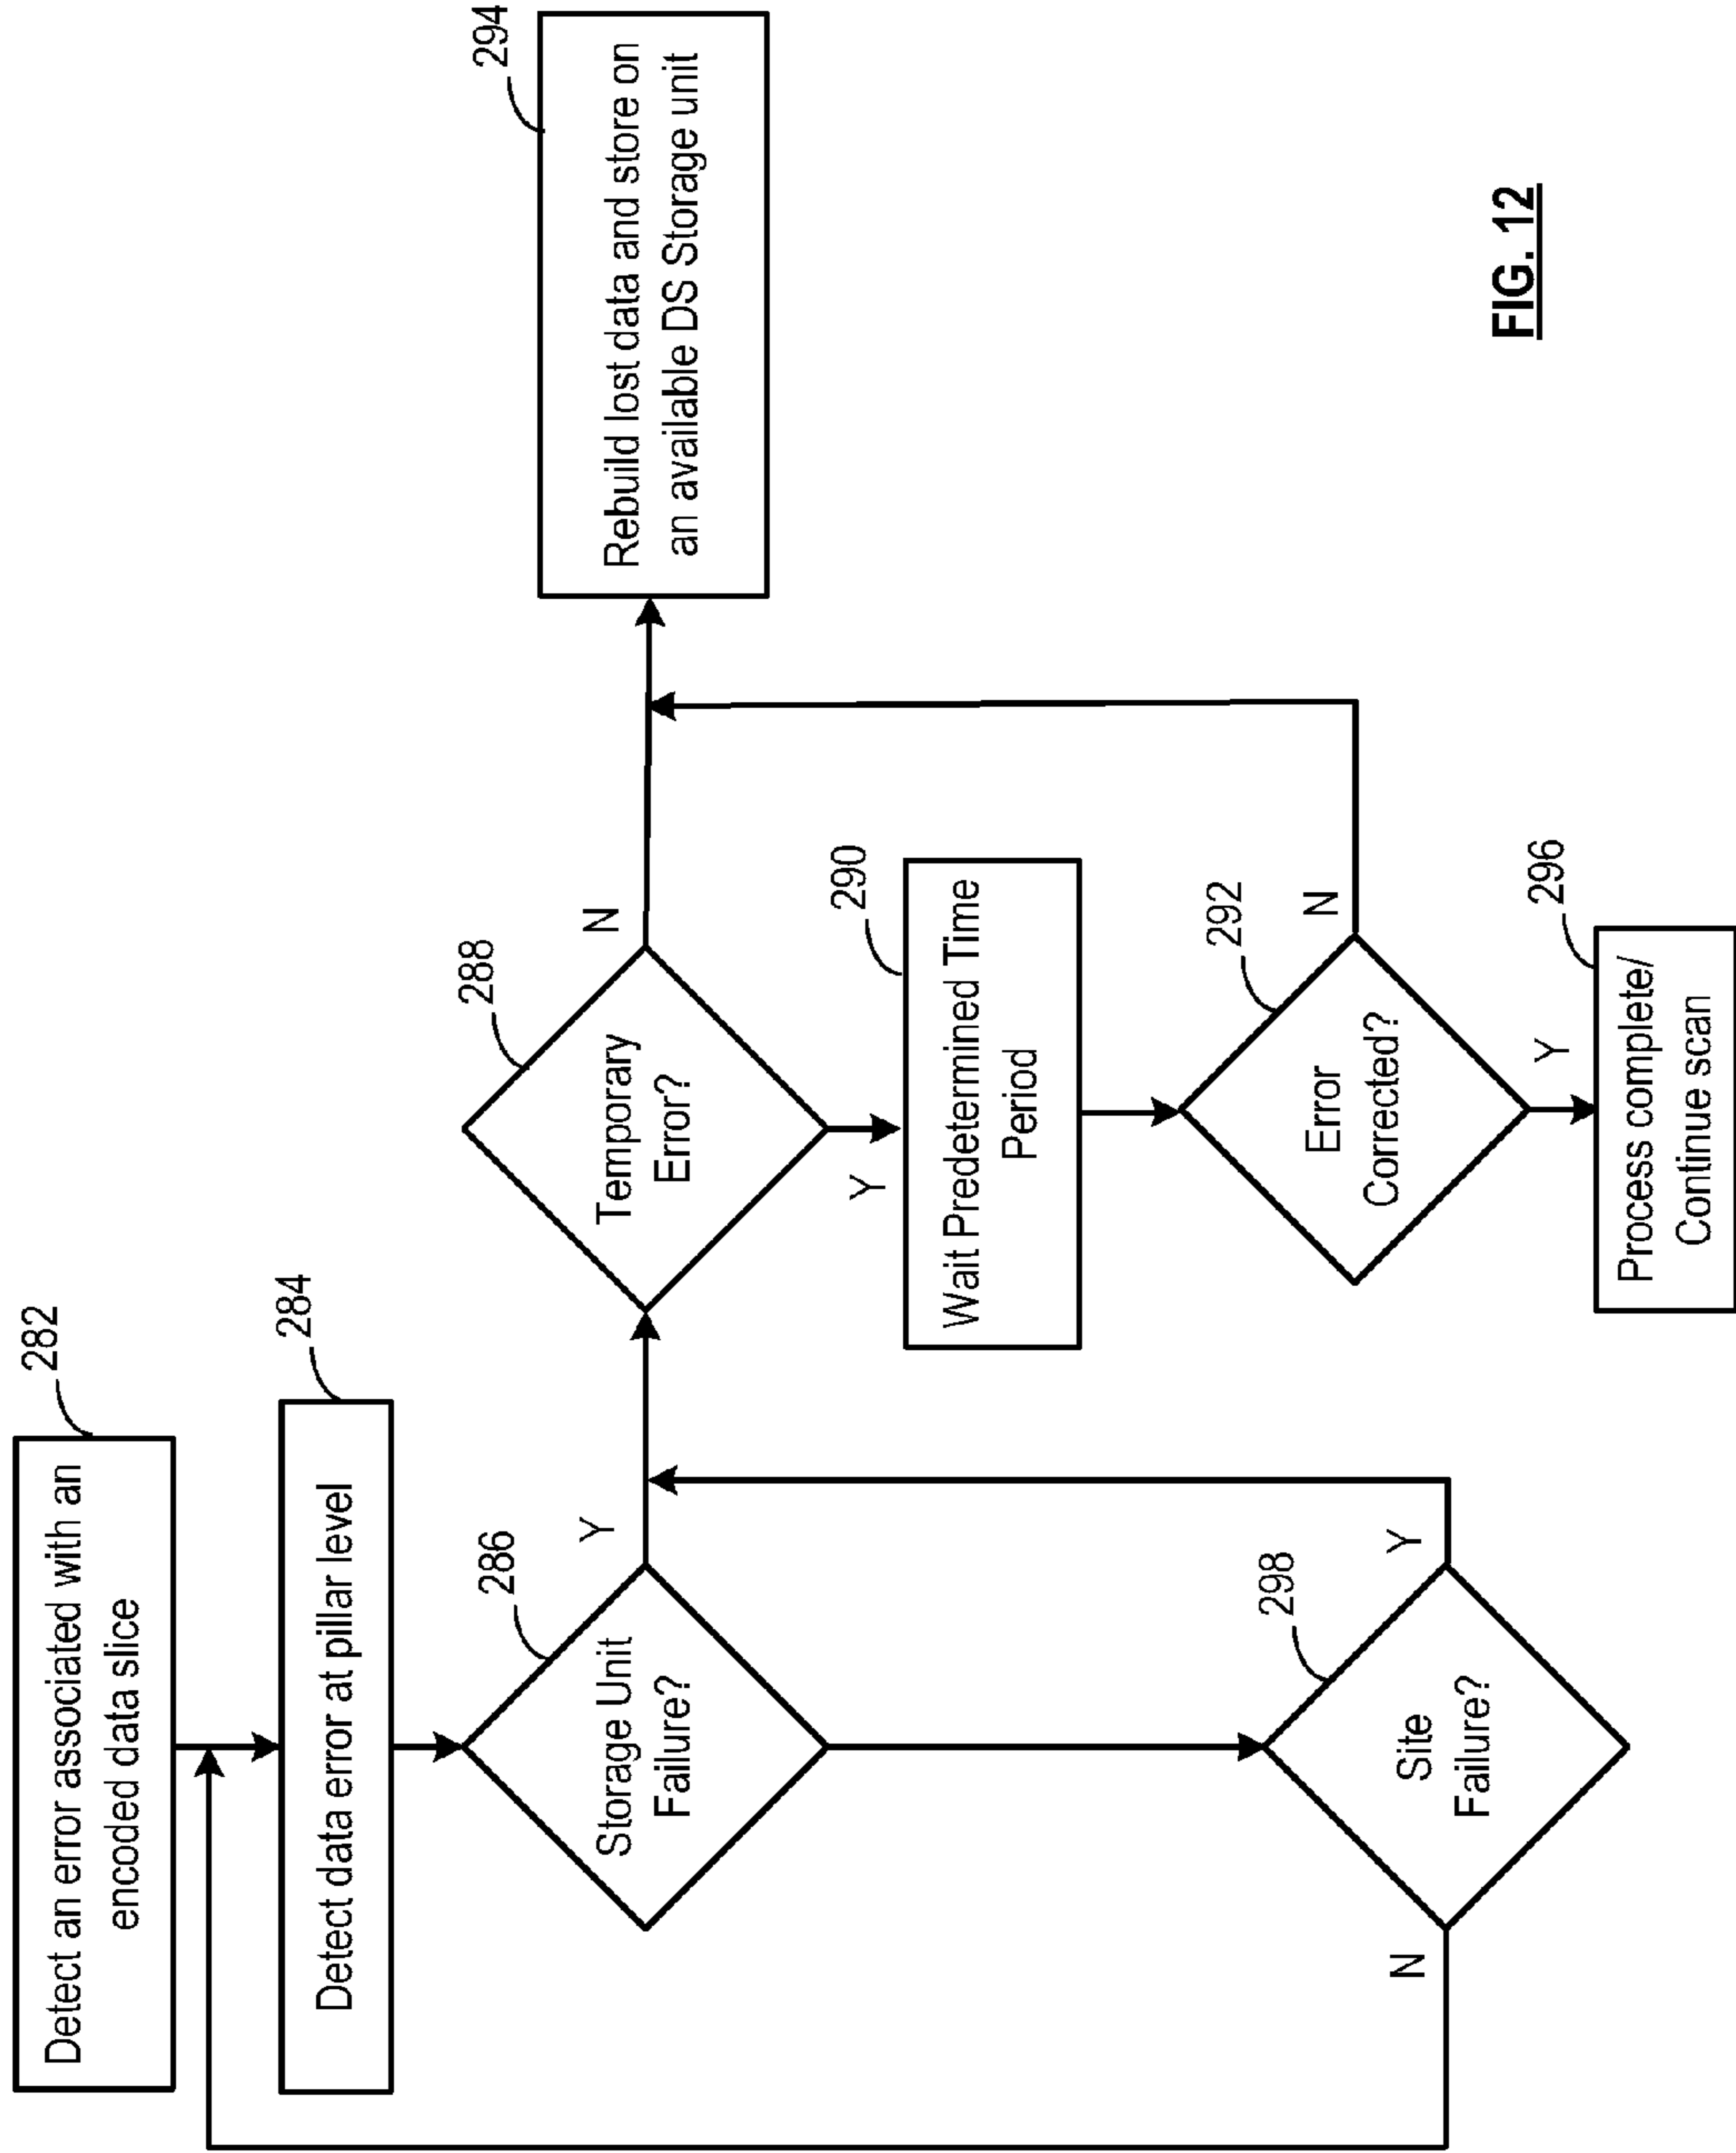 282
Detect an error associated with an
encoded data slice
284
Detect data error at pillar level
286
Storage Unit
Failure?
Y
298
Site
Failure?
Y
N
288
Temporary
Error?
N
Y
290
Wait Predetermined Time
Period
292
Error
Corrected?
N
Y
296
Process complete/
Continue scan
294
Rebuild lost data and store on
an available DS Storage unit
FIG. 12